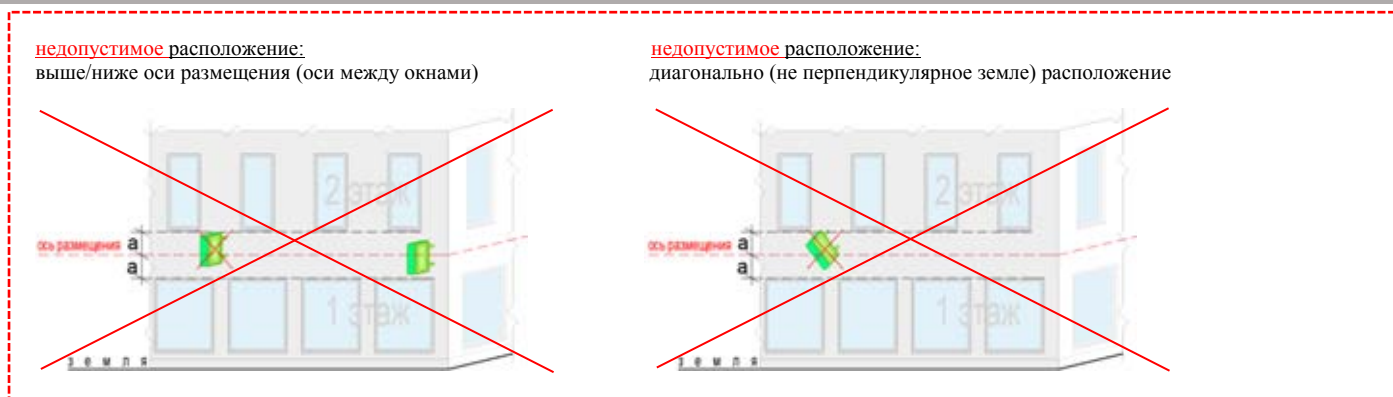 недопустимое расположение:
выше/ниже оси размещения (оси между окнами)
2 этаж
ось размещения
а
а
1 этаж
земля
недопустимое расположение:
диагонально (не перпендикулярное земле) расположение
2 этаж
ось размещения
а
а
1 этаж
земля